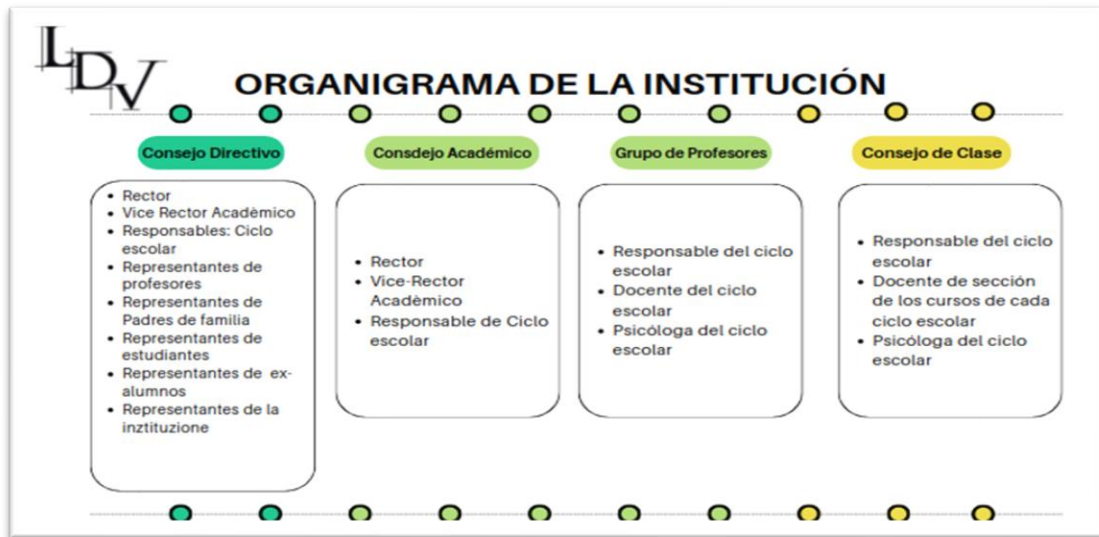 LDV
ORGANIGRAMA DE LA INSTITUCIÓN
Consejo Directivo
• Rector
• Vice Rector Acadèmico
• Responsables: Ciclo
escolar
• Representantes de
profesores
• Representantes de
Padres de familia
• Representantes de
estudiantes
• Representantes de ex-
alumnos
• Representantes de la
inztituzione
Consdejo Académico
• Rector
• Vice-Rector
Acadèmico
• Responsable de Ciclo
escolar
Grupo de Profesores
• Responsable del ciclo
escolar
• Docente del ciclo
escolar
• Psicóloga del ciclo
escolar
Consejo de Clase
• Responsable del ciclo
escolar
• Docente de sección
de los cursos de cada
ciclo escolar
• Psicóloga del ciclo
escolar